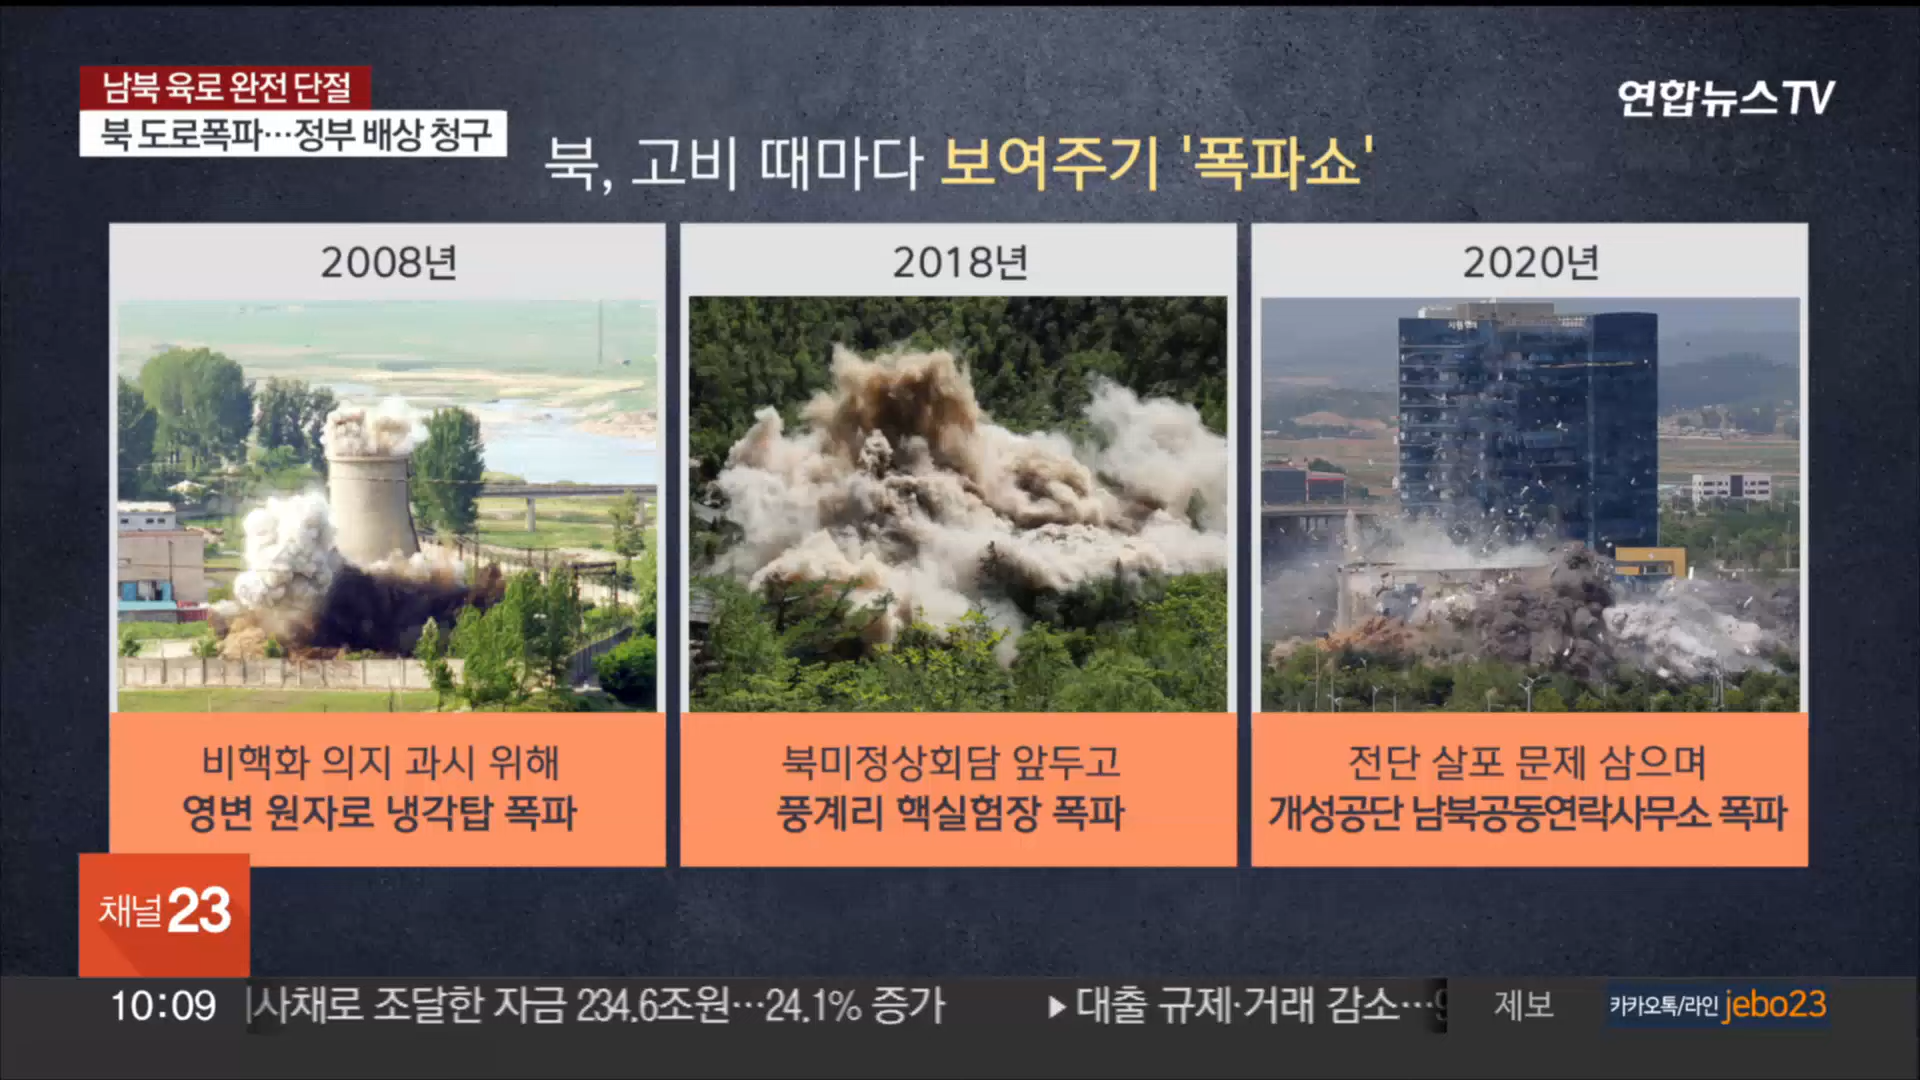 남북 육로 완전 단절
북 도로폭파…정부 배상 청구
연합뉴스TV
북, 고비 때마다 보여주기 '폭파쇼'
2008년
비핵화 의지 과시 위해
영변 원자로 냉각탑 폭파
2018년
북미정상회담 앞두고
풍계리 핵실험장 폭파
2020년
전단 살포 문제 삼으며
개성공단 남북공동연락사무소 폭파
채널 23
10:09
사채로 조달한 자금 234.6조원…24.1% 증가
▶대출 규제·거래 감소…
제보
카카오톡/라인 jebo23